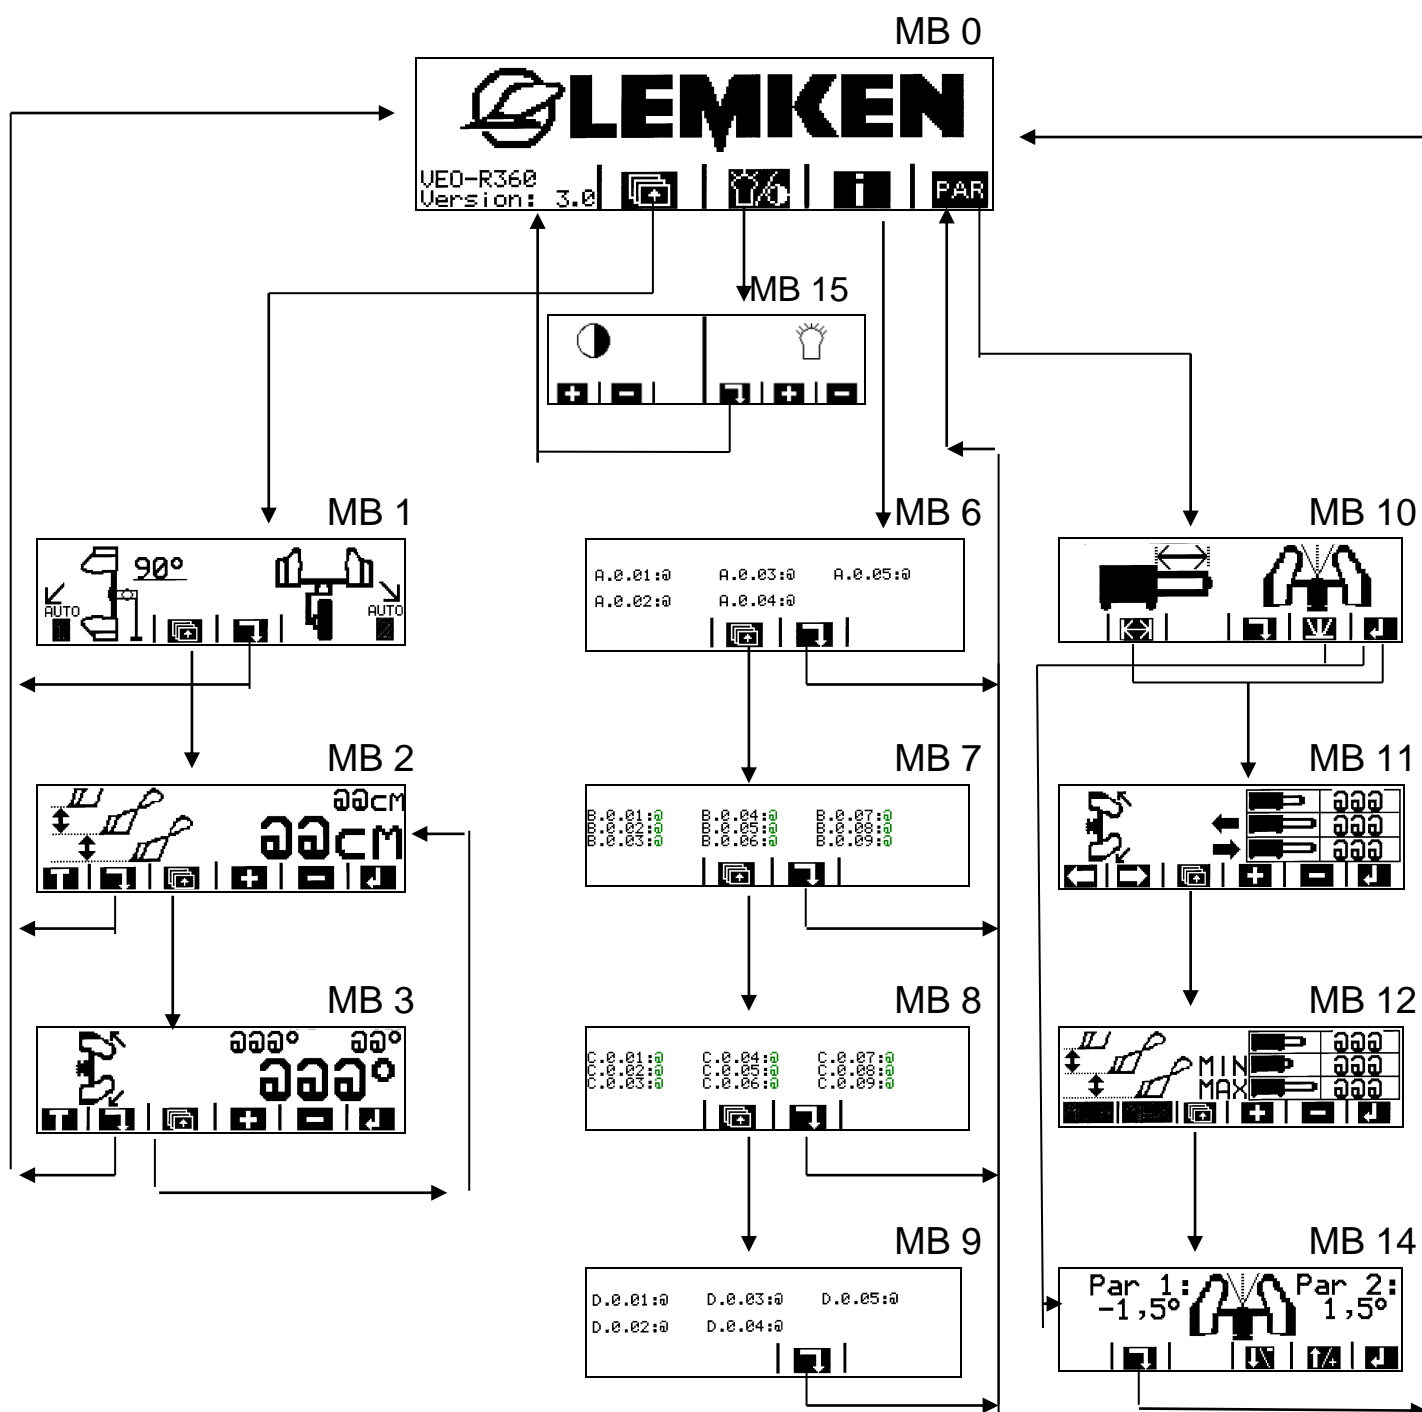 MB 0
LEMKEN
VEO-R360
Version: 3.0
i
PAR
MB 15
MB 1
90°
AUTO
AUTO
MB 6
A.0.01:@ A.0.03:@ A.0.05:@
A.0.02:@ A.0.04:@
MB 10
MB 2
@@cm
@@cm
T
MB 7
B.0.01:@ B.0.04:@ B.0.07:@
B.0.02:@ B.0.05:@ B.0.08:@
B.0.03:@ B.0.06:@ B.0.09:@
MB 11
@@@
@@@
@@@
MB 3
@@@° @@°
@@@°
T
MB 8
C.0.01:@ C.0.04:@ C.0.07:@
C.0.02:@ C.0.05:@ C.0.08:@
C.0.03:@ C.0.06:@ C.0.09:@
MB 12
@@@
MIN @@@
MAX @@@
MB 9
D.0.01:@ D.0.03:@ D.0.05:@
D.0.02:@ D.0.04:@
MB 14
Par 1: Par 2:
-1,5° 1,5°